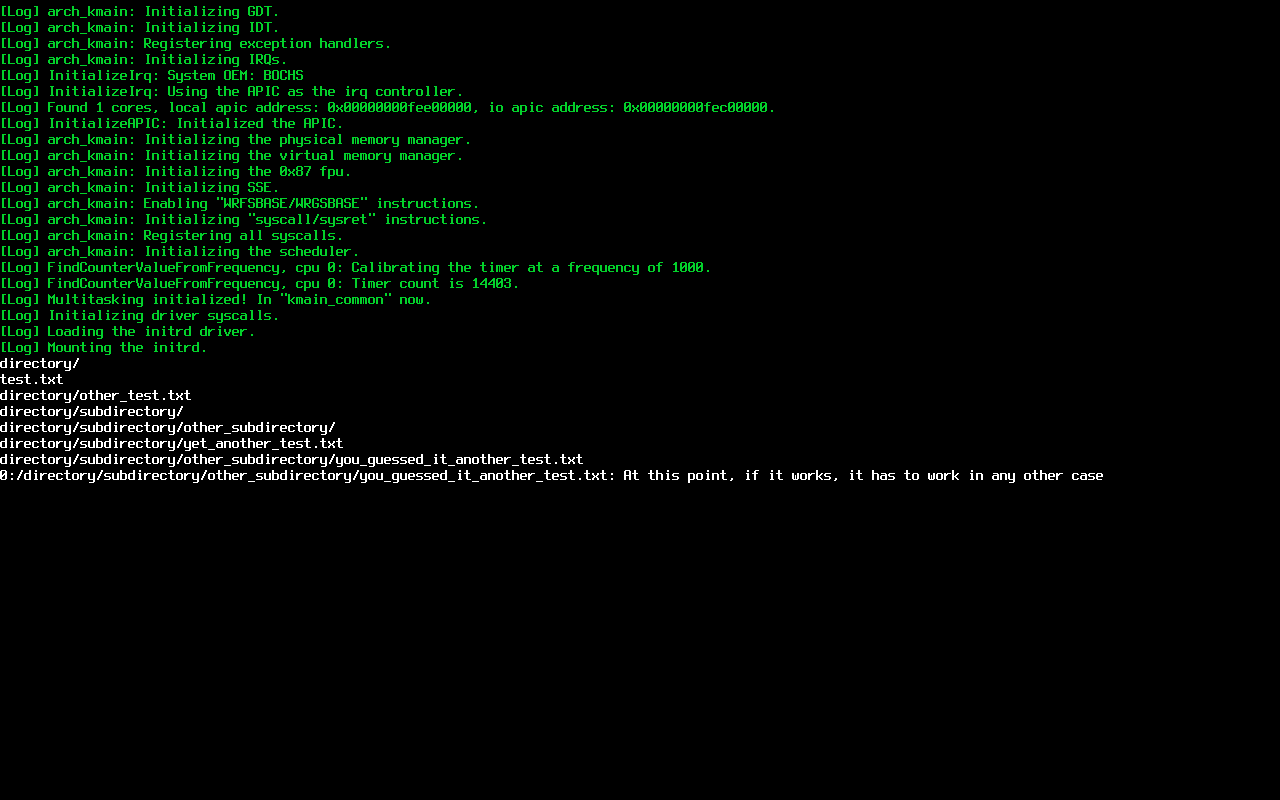 [Log] arch_kmain: Initializing GDT.
[Log] arch_kmain: Initializing IDT.
[Log] arch_kmain: Registering exception handlers.
[Log] arch_kmain: Initializing IRQs.
[Log] InitializeIrq: System OEM: BOCHS
[Log] InitializeIrq: Using the APIC as the irq controller.
[Log] Found 1 cores, local apic address: 0x00000000fee00000, io apic address: 0x00000000fec00000.
[Log] InitializeAPIC: Initialized the APIC.
[Log] arch_kmain: Initializing the physical memory manager.
[Log] arch_kmain: Initializing the virtual memory manager.
[Log] arch_kmain: Initializing the 0x87 fpu.
[Log] arch_kmain: Initializing SSE.
[Log] arch_kmain: Enabling "WRFSBASE/WRGSBASE" instructions.
[Log] arch_kmain: Initializing "syscall/sysret" instructions.
[Log] arch_kmain: Registering all syscalls.
[Log] arch_kmain: Initializing the scheduler.
[Log] FindCounterValueFromFrequency, cpu 0: Calibrating the timer at a frequency of 1000.
[Log] FindCounterValueFromFrequency, cpu 0: Timer count is 14403.
[Log] Multitasking initialized! In "kmain_common" now.
[Log] Initializing driver syscalls.
[Log] Loading the initrd driver.
[Log] Mounting the initrd.
directory/
test.txt
directory/other_test.txt
directory/subdirectory/
directory/subdirectory/other_subdirectory/
directory/subdirectory/yet_another_test.txt
directory/subdirectory/other_subdirectory/you_guessed_it_another_test.txt
0:/directory/subdirectory/other_subdirectory/you_guessed_it_another_test.txt: At this point, if it works, it has to work in any other case